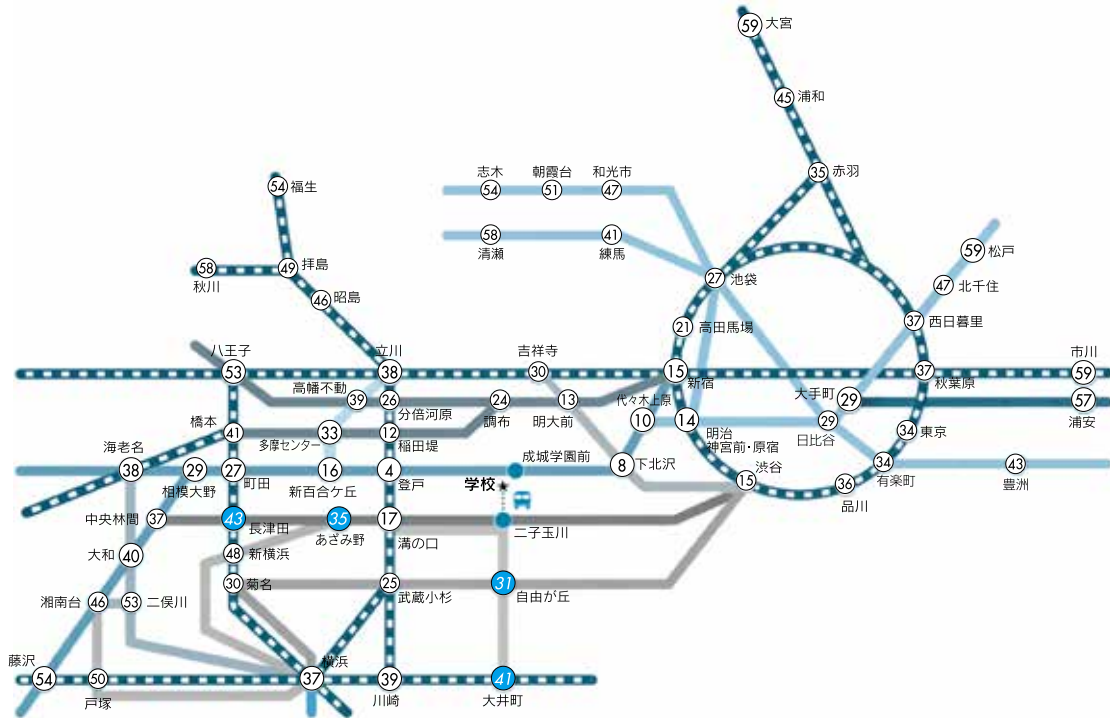 59 大宮
45 浦和
35 赤羽
54 福生
志木 朝霞台 和光市
54 51 47
58 41
清瀬 練馬
59 松戸
58 49 拝島
秋川
27 池袋
47 北千住
46 昭島
21 高田馬場
37 西日暮里
八王子 立川 吉祥寺 市川
53 38 30 15 新宿 37 秋葉原 59
高幡不動
39 26 24 13 大手町 29 57
分倍河原 調布 明大前 代々木上原 浦安
橋本
41 33 12 10 14 29 34 東京
多摩センター 稲田堤 明治神宮前・原宿 日比谷
海老名 成城学園前
38 29 27 16 4 8 下北沢 渋谷 34 43
相模大野 町田 新百合ケ丘 登戸 15 36 有楽町 豊洲
学校 品川
中央林間 37 43 35 17
長津田 あざみ野 溝の口 二子玉川
大和 40 48 新横浜
30 菊名 25 31
武蔵小杉 自由が丘
湘南台 46 53 二俣川
藤沢 横浜
54 50 37 39 41
戸塚 川崎 大井町